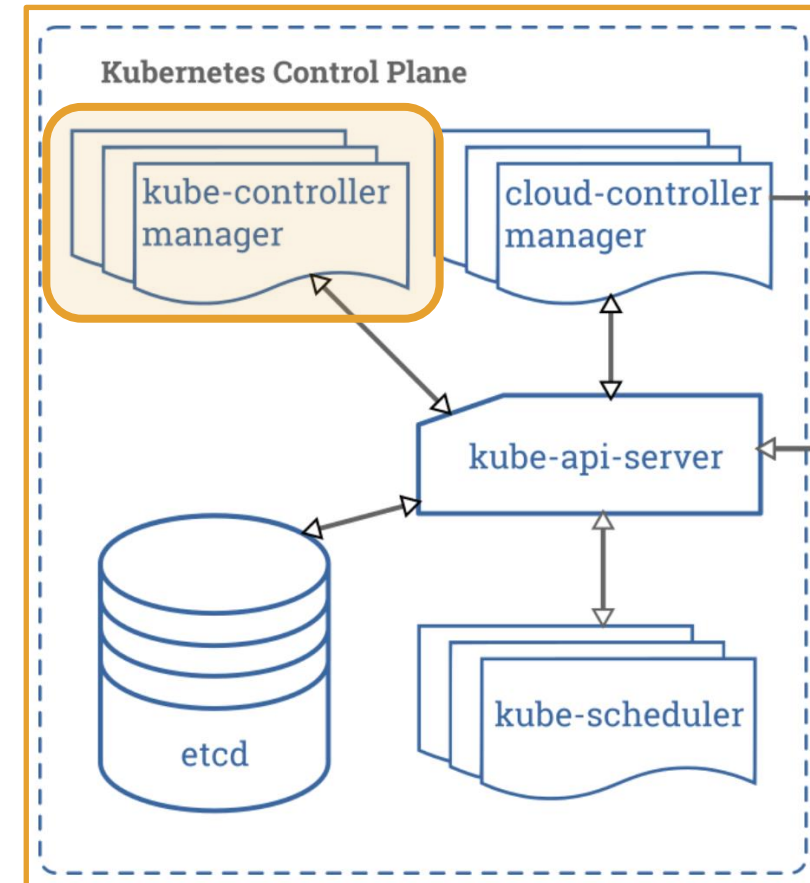 Kubernetes Control Plane
kube-controller
manager
cloud-controller
manager
kube-api-server
etcd
kube-scheduler